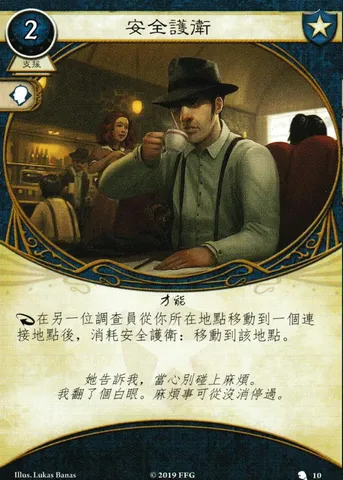 2
安全護衛
支援
才能
在另一位調查員從你所在地點移動到一個連
接地點後，消耗安全護衛：移動到該地點。
她告訴我，當心別碰上麻煩。
我翻了個白眼。麻煩事可從沒消停過。
Illus. Lukas Banas
© 2019 FFG
10